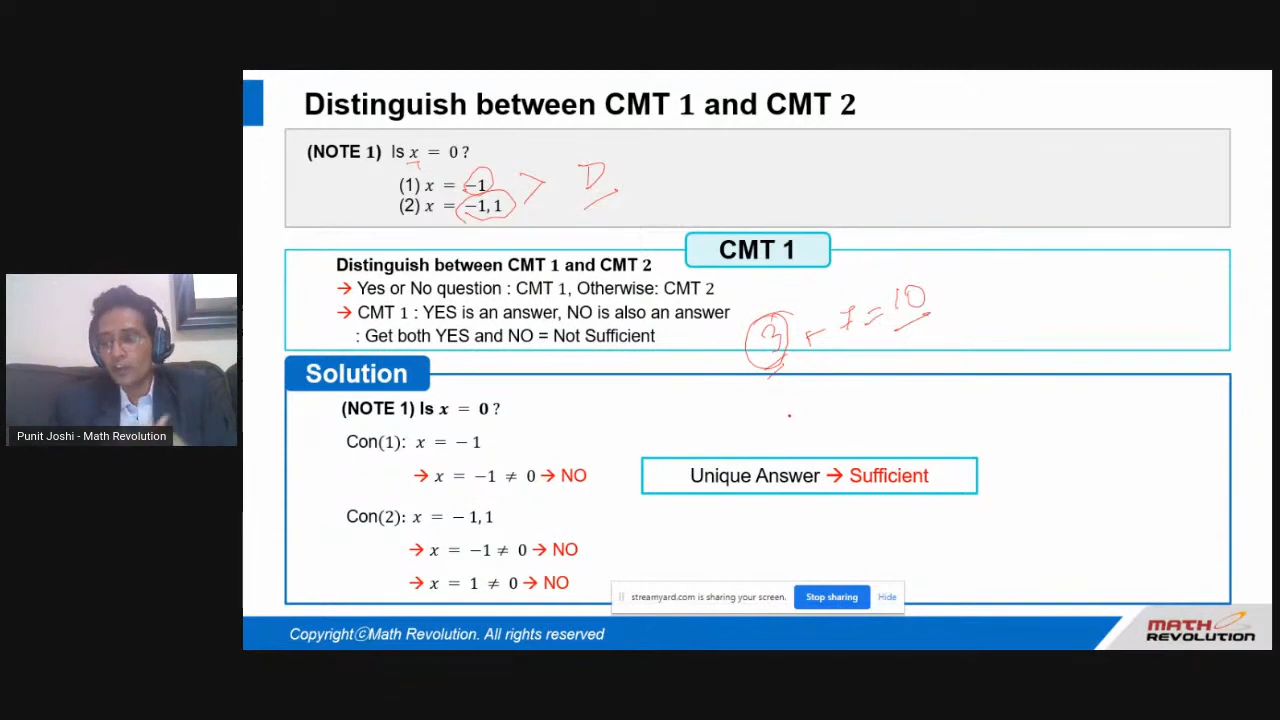 Distinguish between CMT 1 and CMT 2
(NOTE 1) Is x = 0 ?
(1) x = −1
(2) x = −1, 1
D
CMT 1
Distinguish between CMT 1 and CMT 2
→ Yes or No question : CMT 1, Otherwise: CMT 2
→ CMT 1 : YES is an answer, NO is also an answer
: Get both YES and NO = Not Sufficient
3 + 7 = 10
Solution
(NOTE 1) Is x = 0 ?
Con(1): x = − 1
→ x = −1 ≠ 0 → NO
Unique Answer → Sufficient
Con(2): x = − 1, 1
→ x = −1 ≠ 0 → NO
→ x = 1 ≠ 0 → NO
streamyard.com is sharing your screen. Stop sharing Hide
Copyrightⓒ Math Revolution. All rights reserved
MATH
REVOLUTION
Punit Joshi - Math Revolution